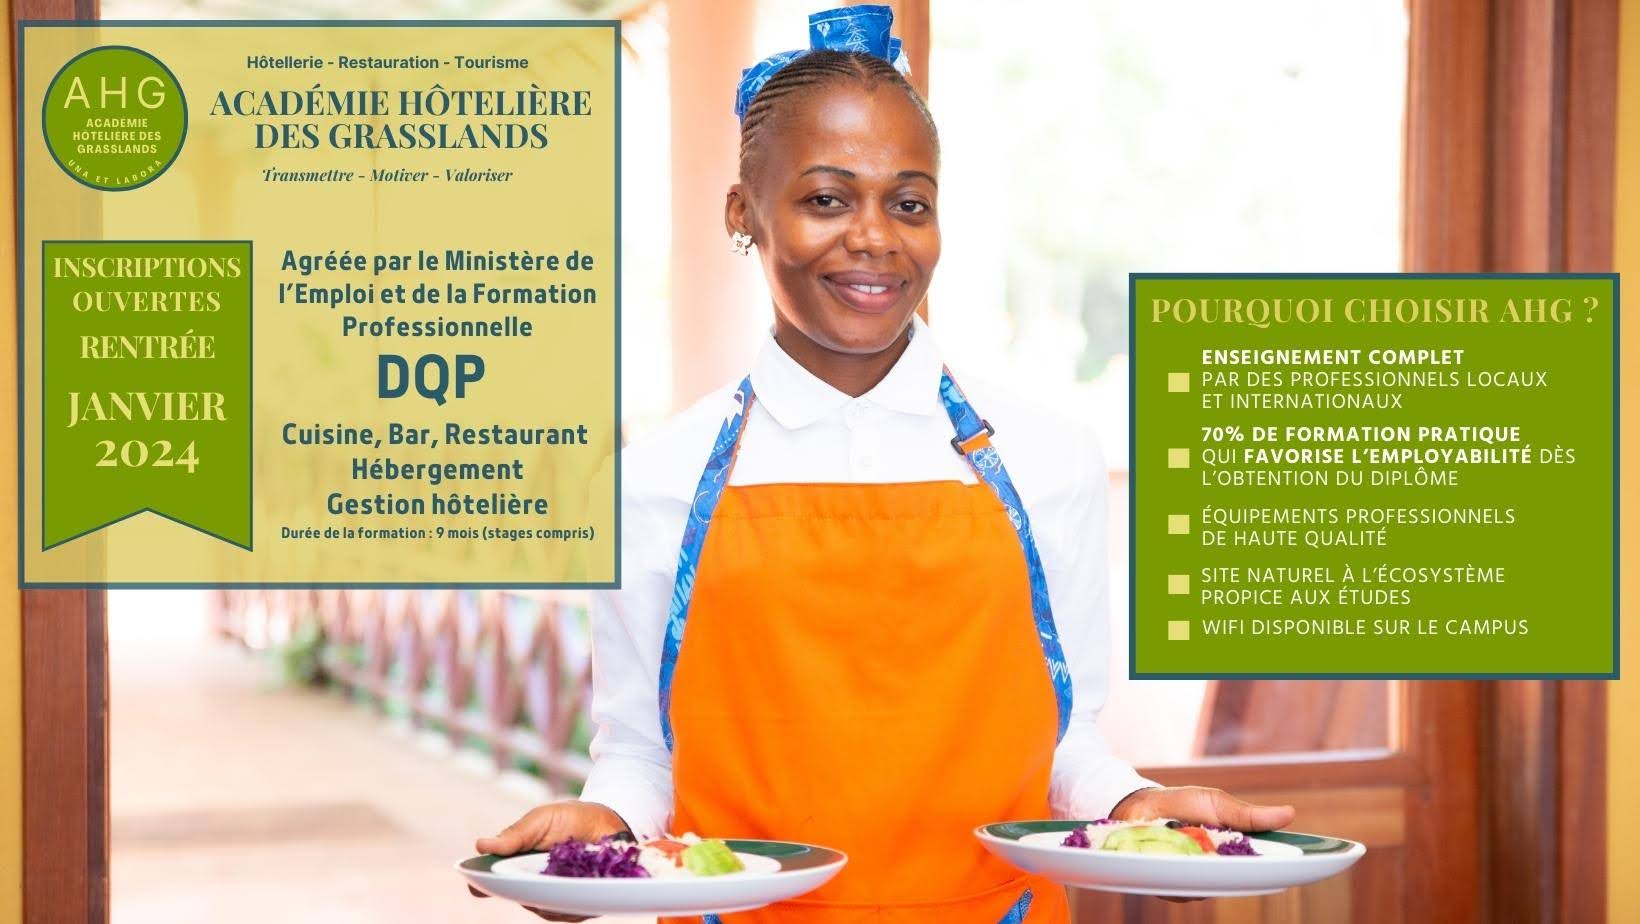 AHG
ACADÉMIE
HÔTELIERE DES
GRASSLANDS
UNA ET LABORA
Hôtellerie - Restauration - Tourisme
ACADÉMIE HÔTELIÈRE
DES GRASSLANDS
Transmettre - Motiver - Valoriser
INSCRIPTIONS
OUVERTES
RENTRÉE
JANVIER
2024
Agréée par le Ministère de
l'Emploi et de la Formation
Professionnelle
DQP
Cuisine, Bar, Restaurant
Hébergement
Gestion hôtelière
Durée de la formation : 9 mois (stages compris)
POURQUOI CHOISIR AHG ?
ENSEIGNEMENT COMPLET
PAR DES PROFESSIONNELS LOCAUX
ET INTERNATIONAUX
70% DE FORMATION PRATIQUE
QUI FAVORISE L'EMPLOYABILITÉ DÈS
L'OBTENTION DU DIPLÔME
ÉQUIPEMENTS PROFESSIONNELS
DE HAUTE QUALITÉ
SITE NATUREL À L'ÉCOSYSTÈME
PROPICE AUX ÉTUDES
WIFI DISPONIBLE SUR LE CAMPUS